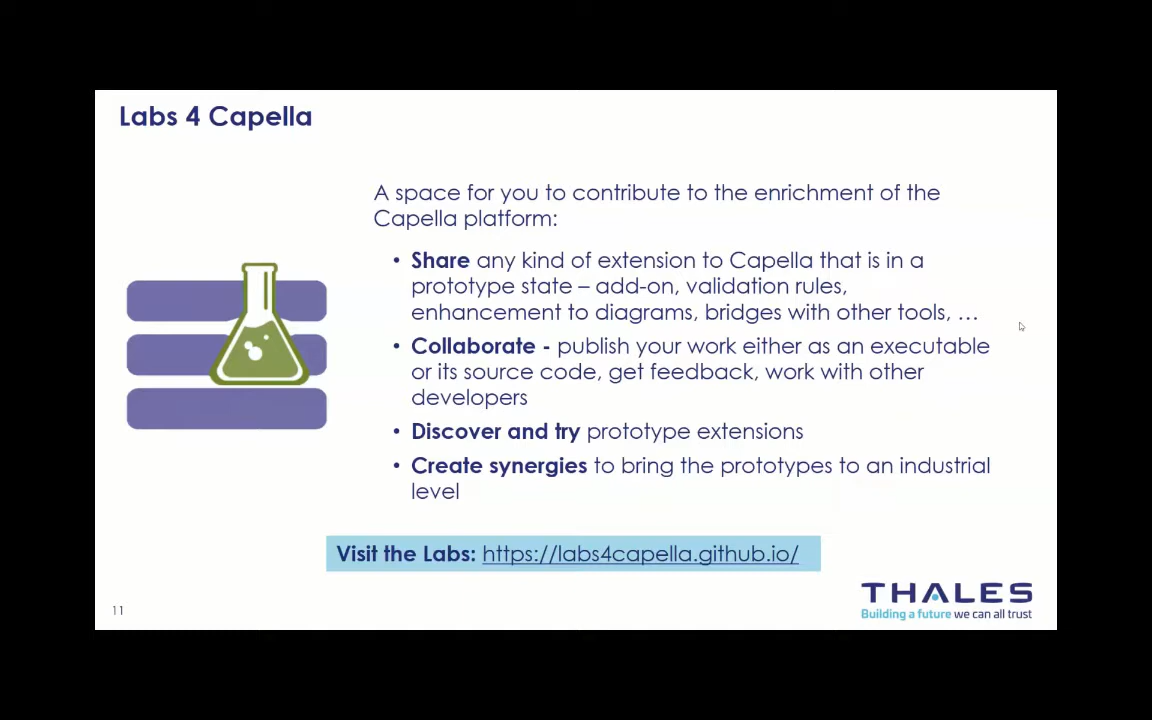 Labs 4 Capella
A space for you to contribute to the enrichment of the
Capella platform:
• Share any kind of extension to Capella that is in a
prototype state – add-on, validation rules,
enhancement to diagrams, bridges with other tools, …
• Collaborate - publish your work either as an executable
or its source code, get feedback, work with other
developers
• Discover and try prototype extensions
• Create synergies to bring the prototypes to an industrial
level
Visit the Labs: https://labs4capella.github.io/
THALES
Building a future we can all trust
11